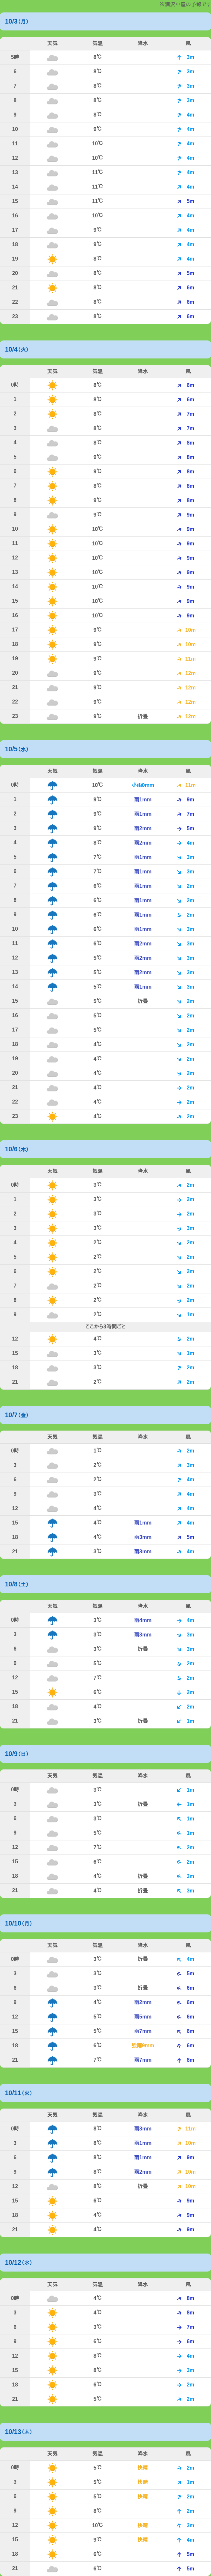 の予報です
10/3(月)
天気 気温 降水 風
5時 8℃ 3m
6 8℃ 3m
7 8℃ 3m
8 8℃ 3m
9 8℃ 4m
10 9℃ 4m
11 10℃ 4m
12 10℃ 4m
13 11℃ 4m
14 11℃ 4m
15 11℃ 5m
16 10℃ 4m
17 9℃ 4m
18 9℃ 4m
19 8℃ 4m
20 8℃ 5m
21 8℃ 6m
22 8℃ 6m
23 8℃ 6m
10/4(火)
天気 気温 降水 風
0時 8℃ 6m
1 8℃ 6m
2 8℃ 7m
3 8℃ 7m
4 8℃ 8m
5 9℃ 8m
6 9℃ 8m
7 8℃ 8m
8 9℃ 8m
9 9℃ 9m
10 10℃ 9m
11 10℃ 9m
12 10℃ 9m
13 10℃ 9m
14 10℃ 9m
15 10℃ 9m
16 10℃ 9m
17 9℃ 10m
18 9℃ 10m
19 9℃ 11m
20 9℃ 12m
21 9℃ 12m
22 9℃ 12m
23 9℃ 折畳 12m
10/5(水)
天気 気温 降水 風
0時 10℃ 小雨0mm 11m
1 9℃ 雨1mm 9m
2 9℃ 雨1mm 7m
3 9℃ 雨2mm 5m
4 8℃ 雨2mm 4m
5 7℃ 雨1mm 3m
6 7℃ 雨1mm 3m
7 6℃ 雨1mm 2m
8 6℃ 雨1mm 2m
9 6℃ 雨1mm 2m
10 6℃ 雨1mm 3m
11 6℃ 雨2mm 3m
12 5℃ 雨2mm 3m
13 5℃ 雨2mm 3m
14 5℃ 雨1mm 3m
15 5℃ 折畳 2m
16 5℃ 2m
17 5℃ 2m
18 4℃ 2m
19 4℃ 2m
20 4℃ 2m
21 4℃ 2m
22 4℃ 2m
23 4℃ 2m
10/6(木)
天気 気温 降水 風
0時 3℃ 2m
1 3℃ 2m
2 3℃ 3m
3 3℃ 3m
4 2℃ 2m
5 2℃ 2m
6 2℃ 2m
7 2℃ 2m
8 2℃ 2m
9 2℃ 1m
ここから3時間ごと
12 4℃ 2m
15 3℃ 1m
18 3℃ 2m
21 2℃ 2m
10/7(金)
天気 気温 降水 風
0時 1℃ 2m
3 2℃ 3m
6 2℃ 4m
9 3℃ 4m
12 4℃ 4m
15 4℃ 雨1mm 4m
18 4℃ 雨3mm 5m
21 3℃ 雨3mm 4m
10/8(土)
天気 気温 降水 風
0時 3℃ 雨4mm 4m
3 3℃ 雨3mm 3m
6 3℃ 折畳 3m
9 5℃ 2m
12 7℃ 2m
15 6℃ 2m
18 4℃ 2m
21 3℃ 折畳 1m
10/9(日)
天気 気温 降水 風
0時 3℃ 1m
3 3℃ 折畳 1m
6 3℃ 1m
9 5℃ 1m
12 7℃ 2m
15 6℃ 2m
18 4℃ 折畳 3m
21 4℃ 折畳 3m
10/10(月)
天気 気温 降水 風
0時 3℃ 折畳 4m
3 3℃ 5m
6 3℃ 折畳 6m
9 4℃ 雨2mm 6m
12 5℃ 雨5mm 6m
15 5℃ 雨7mm 6m
18 6℃ 強雨9mm 6m
21 7℃ 雨7mm 8m
10/11(火)
天気 気温 降水 風
0時 8℃ 雨3mm 11m
3 8℃ 雨1mm 10m
6 8℃ 雨1mm 9m
9 8℃ 雨2mm 10m
12 8℃ 折畳 10m
15 6℃ 9m
18 4℃ 9m
21 4℃ 9m
10/12(水)
天気 気温 降水 風
0時 4℃ 8m
3 4℃ 8m
6 3℃ 7m
9 6℃ 6m
12 8℃ 4m
15 8℃ 3m
18 6℃ 2m
21 5℃ 2m
10/13(木)
天気 気温 降水 風
0時 5℃ 快燥 2m
3 5℃ 快燥 1m
6 5℃ 快燥 2m
9 8℃ 2m
12 10℃ 快燥 3m
15 9℃ 快燥 4m
18 6℃ 5m
21 6℃ 5m